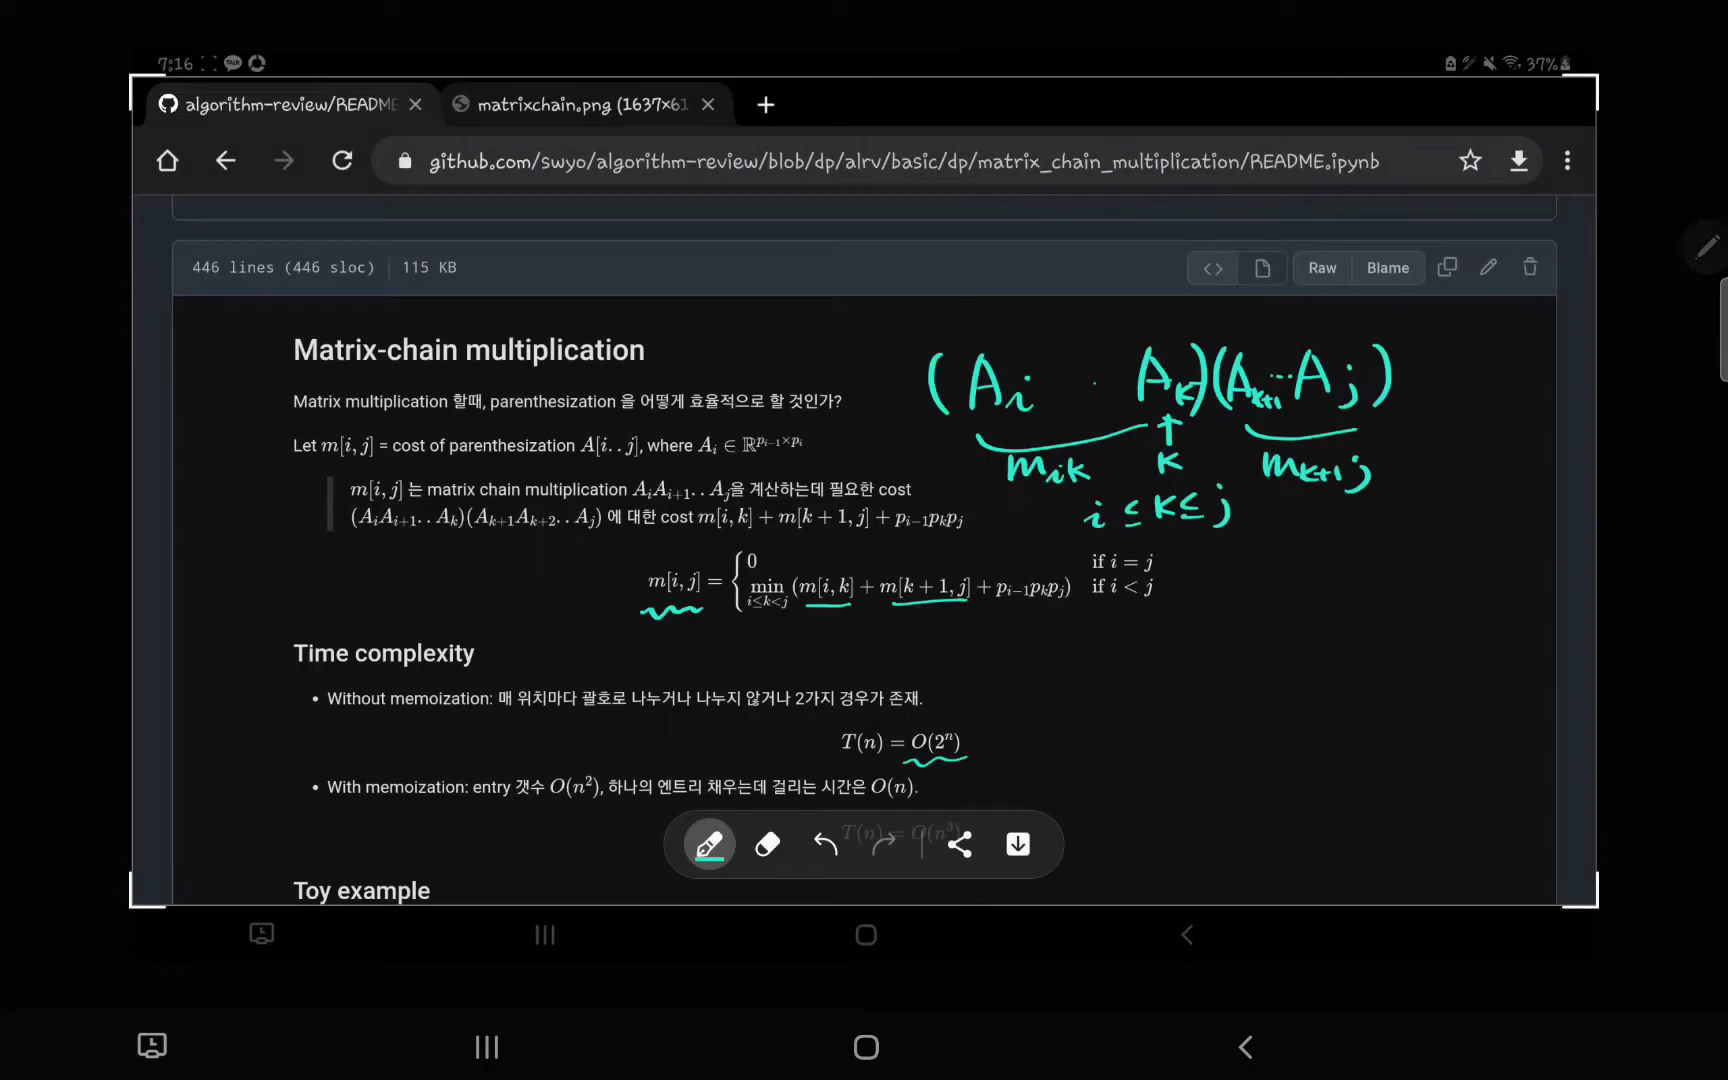 7:16
37%
algorithm-review/README
matrixchain.png (1637×61
github.com/swyo/algorithm-review/blob/dp/alrv/basic/dp/matrix_chain_multiplication/README.ipynb
446 lines (446 sloc) 115 KB
Raw Blame
Matrix-chain multiplication
(A_i · A_k)(A_{k+1} ... A_j)
Matrix multiplication 할때, parenthesization 을 어떻게 효율적으로 할 것인가?
Let m[i, j] = cost of parenthesization A[i. . j], where A_i ∈ ℝ^{p_{i−1}×p_i}
m_{ik} k m_{k+1 j}
m[i, j] 는 matrix chain multiplication A_iA_{i+1}. . A_j을 계산하는데 필요한 cost
i ≤ k ≤ j
(A_iA_{i+1}. . A_k)(A_{k+1}A_{k+2}. . A_j) 에 대한 cost m[i, k] + m[k + 1, j] + p_{i−1}p_kp_j
m[i, j] = { 0 if i = j
min_{i≤k<j} (m[i, k] + m[k + 1, j] + p_{i−1}p_kp_j) if i < j
Time complexity
• Without memoization: 매 위치마다 괄호로 나누거나 나누지 않거나 2가지 경우가 존재.
T(n) = O(2^n)
• With memoization: entry 갯수 O(n^2), 하나의 엔트리 채우는데 걸리는 시간은 O(n).
T(n) = O(n^3)
Toy example